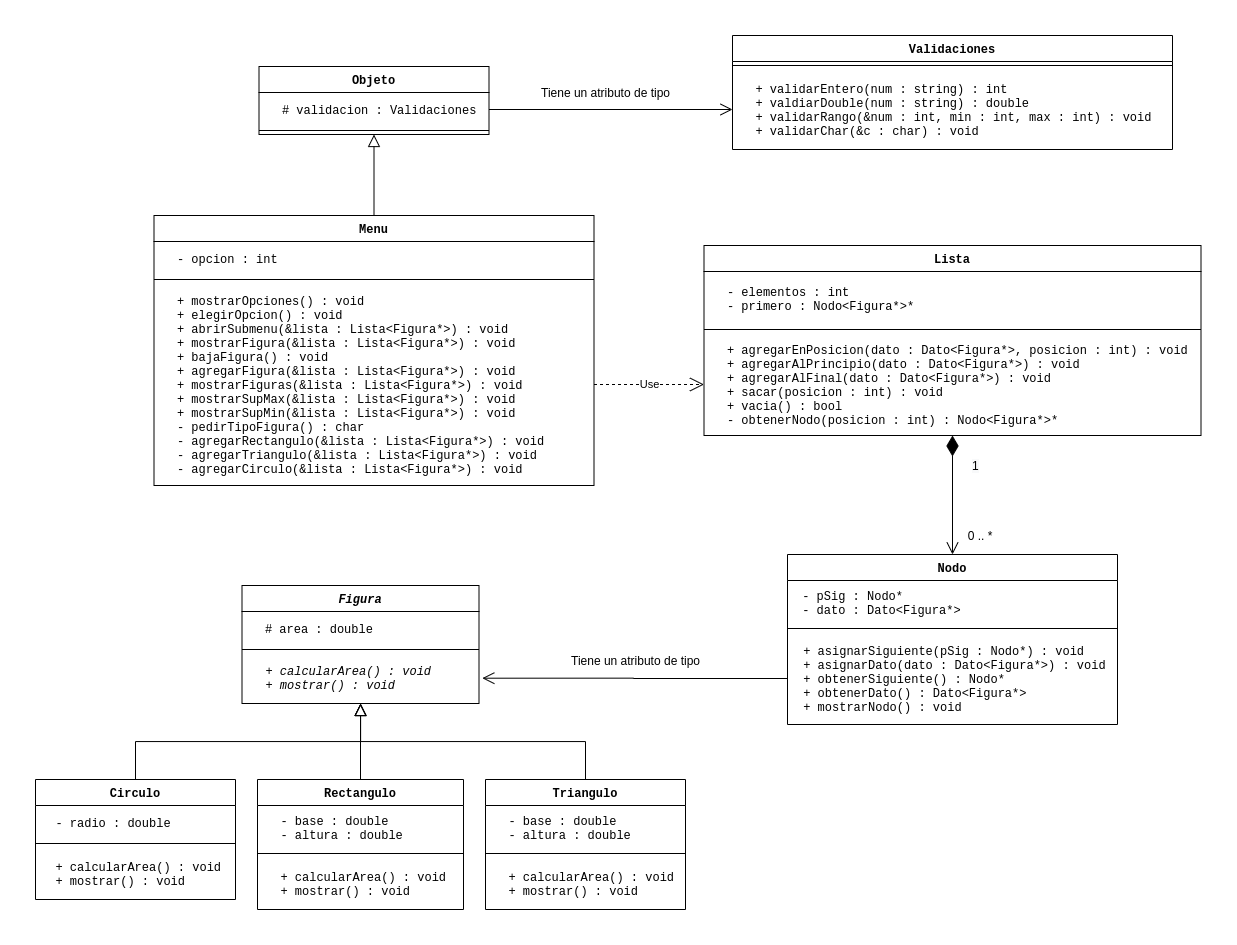 Objeto
# validacion : Validaciones
Tiene un atributo de tipo
Validaciones
+ validarEntero(num : string) : int
+ valdiarDouble(num : string) : double
+ validarRango(&num : int, min : int, max : int) : void
+ validarChar(&c : char) : void
Menu
- opcion : int
+ mostrarOpciones() : void
+ elegirOpcion() : void
+ abrirSubmenu(&lista : Lista<Figura*>) : void
+ mostrarFigura(&lista : Lista<Figura*>) : void
+ bajaFigura() : void
+ agregarFigura(&lista : Lista<Figura*>) : void
+ mostrarFiguras(&lista : Lista<Figura*>) : void
+ mostrarSupMax(&lista : Lista<Figura*>) : void
+ mostrarSupMin(&lista : Lista<Figura*>) : void
- pedirTipoFigura() : char
- agregarRectangulo(&lista : Lista<Figura*>) : void
- agregarTriangulo(&lista : Lista<Figura*>) : void
- agregarCirculo(&lista : Lista<Figura*>) : void
Use
Lista
- elementos : int
- primero : Nodo<Figura*>*
+ agregarEnPosicion(dato : Dato<Figura*>, posicion : int) : void
+ agregarAlPrincipio(dato : Dato<Figura*>) : void
+ agregarAlFinal(dato : Dato<Figura*>) : void
+ sacar(posicion : int) : void
+ vacia() : bool
- obtenerNodo(posicion : int) : Nodo<Figura*>*
1
0 .. *
Nodo
- pSig : Nodo*
- dato : Dato<Figura*>
+ asignarSiguiente(pSig : Nodo*) : void
+ asignarDato(dato : Dato<Figura*>) : void
+ obtenerSiguiente() : Nodo*
+ obtenerDato() : Dato<Figura*>
+ mostrarNodo() : void
Tiene un atributo de tipo
Figura
# area : double
+ calcularArea() : void
+ mostrar() : void
Circulo
- radio : double
+ calcularArea() : void
+ mostrar() : void
Rectangulo
- base : double
- altura : double
+ calcularArea() : void
+ mostrar() : void
Triangulo
- base : double
- altura : double
+ calcularArea() : void
+ mostrar() : void